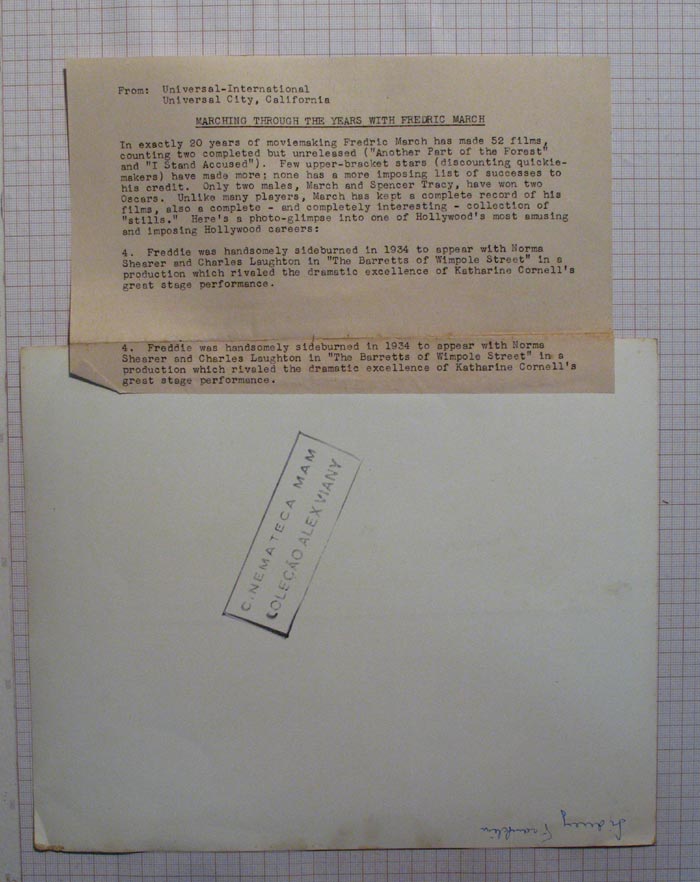 From: Universal-International
Universal City, California
MARCHING THROUGH THE YEARS WITH FREDRIC MARCH
In exactly 20 years of moviemaking Fredric March has made 52 films,
counting two completed but unreleased ("Another Part of the Forest"
and "I Stand Accused"). Few upper-bracket stars (discounting quickie-
makers) have made more; none has a more imposing list of successes to
his credit. Only two males, March and Spencer Tracy, have won two
Oscars. Unlike many players, March has kept a complete record of his
films, also a complete - and completely interesting - collection of
"stills." Here's a photo-glimpse into one of Hollywood's most amusing
and imposing Hollywood careers:
4. Freddie was handsomely sideburned in 1934 to appear with Norma
Shearer and Charles Laughton in "The Barretts of Wimpole Street" in a
production which rivaled the dramatic excellence of Katharine Cornell's
great stage performance.
4. Freddie was handsomely sideburned in 1934 to appear with Norma
Shearer and Charles Laughton in "The Barretts of Wimpole Street" in a
production which rivaled the dramatic excellence of Katharine Cornell's
great stage performance.
CINEMATECA MAM
COLEÇÃO ALEX VIANY
Sidney Franklin